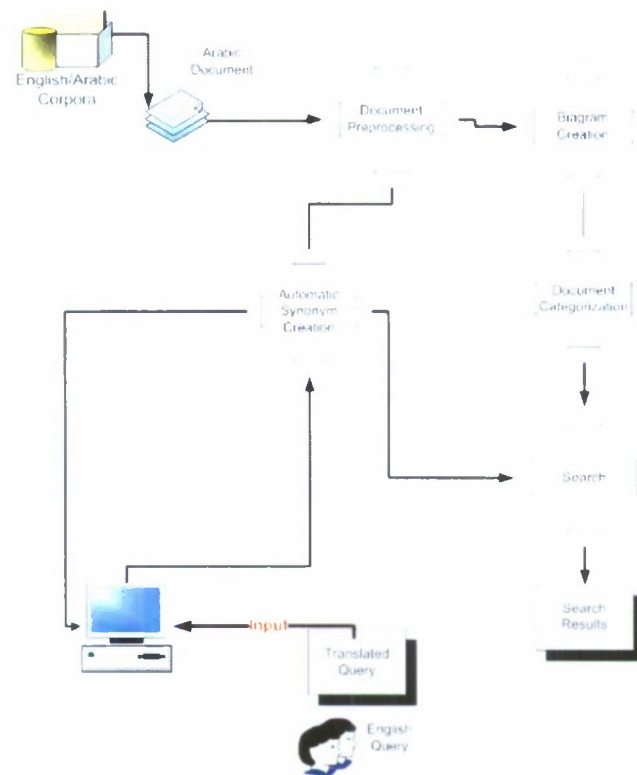 Arabic
Document
English/Arabic
Corpora
Document
Preprocessing
Biagram
Creation
Automatic
Synonym
Creation
Document
Categorization
Search
Input
Translated
Query
Search
Results
English
Query